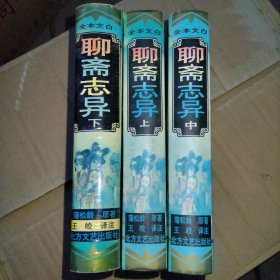 全本文白
聊斋志异
下
蒲松龄 原著
王皎 译注
北方文艺出版社
全本文白
聊斋志异
上
蒲松龄 原著
王皎 译注
北方文艺出版社
全本文白
聊斋志异
中
蒲松龄 原著
王皎 译注
北方文艺出版社